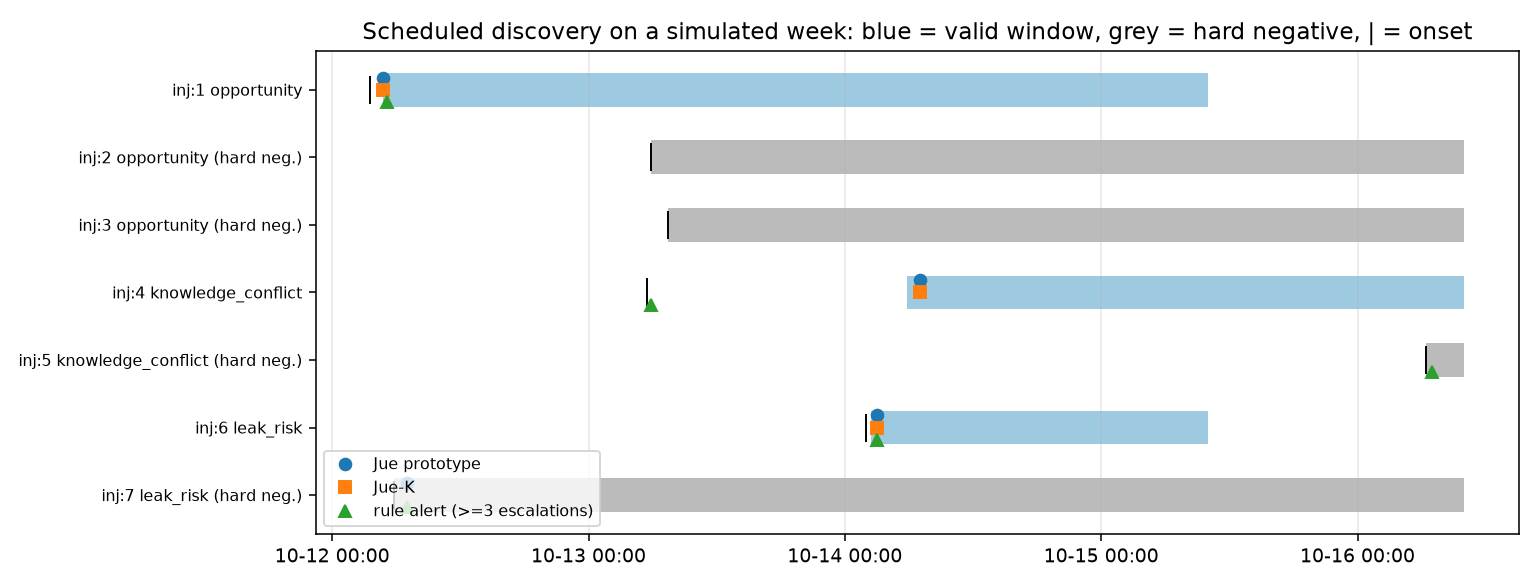 Scheduled discovery on a simulated week: blue = valid window, grey = hard negative, | = onset
inj:1 opportunity
inj:2 opportunity (hard neg.)
inj:3 opportunity (hard neg.)
inj:4 knowledge_conflict
inj:5 knowledge_conflict (hard neg.)
inj:6 leak_risk
inj:7 leak_risk (hard neg.)
Jue prototype
Jue-K
rule alert (>=3 escalations)
10-12 00:00
10-13 00:00
10-14 00:00
10-15 00:00
10-16 00:00